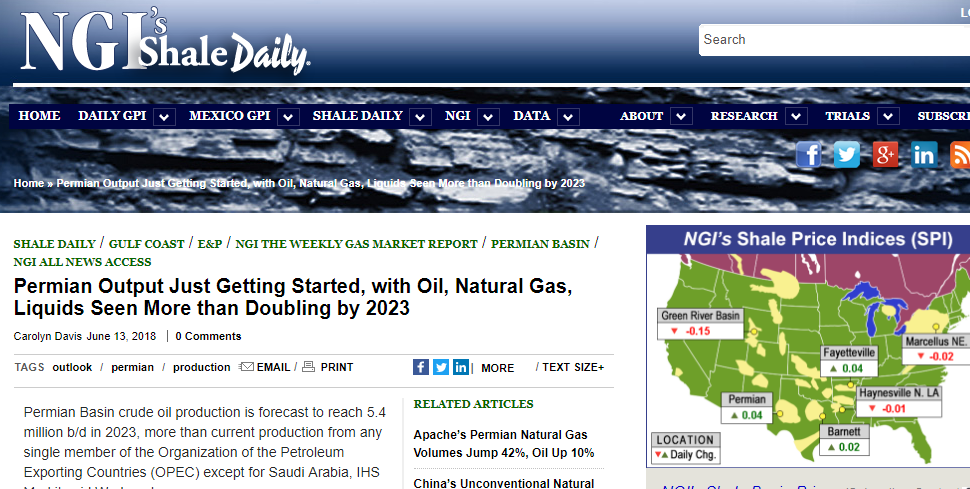 NGI's Shale Daily.
Search
HOME DAILY GPI MEXICO GPI SHALE DAILY NGI DATA ABOUT RESEARCH TRIALS
Home » Permian Output Just Getting Started, with Oil, Natural Gas, Liquids Seen More than Doubling by 2023
SHALE DAILY / GULF COAST / E&P / NGI THE WEEKLY GAS MARKET REPORT / PERMIAN BASIN /
NGI ALL NEWS ACCESS
Permian Output Just Getting Started, with Oil, Natural Gas,
Liquids Seen More than Doubling by 2023
Carolyn Davis June 13, 2018 | 0 Comments
TAGS outlook / permian / production EMAIL / PRINT f in | MORE / TEXT SIZE+
Permian Basin crude oil production is forecast to reach 5.4
million b/d in 2023, more than current production from any
single member of the Organization of the Petroleum
Exporting Countries (OPEC) except for Saudi Arabia, IHS
RELATED ARTICLES
Apache's Permian Natural Gas
Volumes Jump 42%, Oil Up 10%
China's Unconventional Natural
NGI's Shale Price Indices (SPI)
Green River Basin
▼ -0.15
Marcellus NE.
▼ -0.02
Fayetteville
▲ 0.04
Haynesville N. LA
▼ -0.01
Permian
▲ 0.04
Barnett
▲ 0.02
LOCATION
▼▲ Daily Chg.